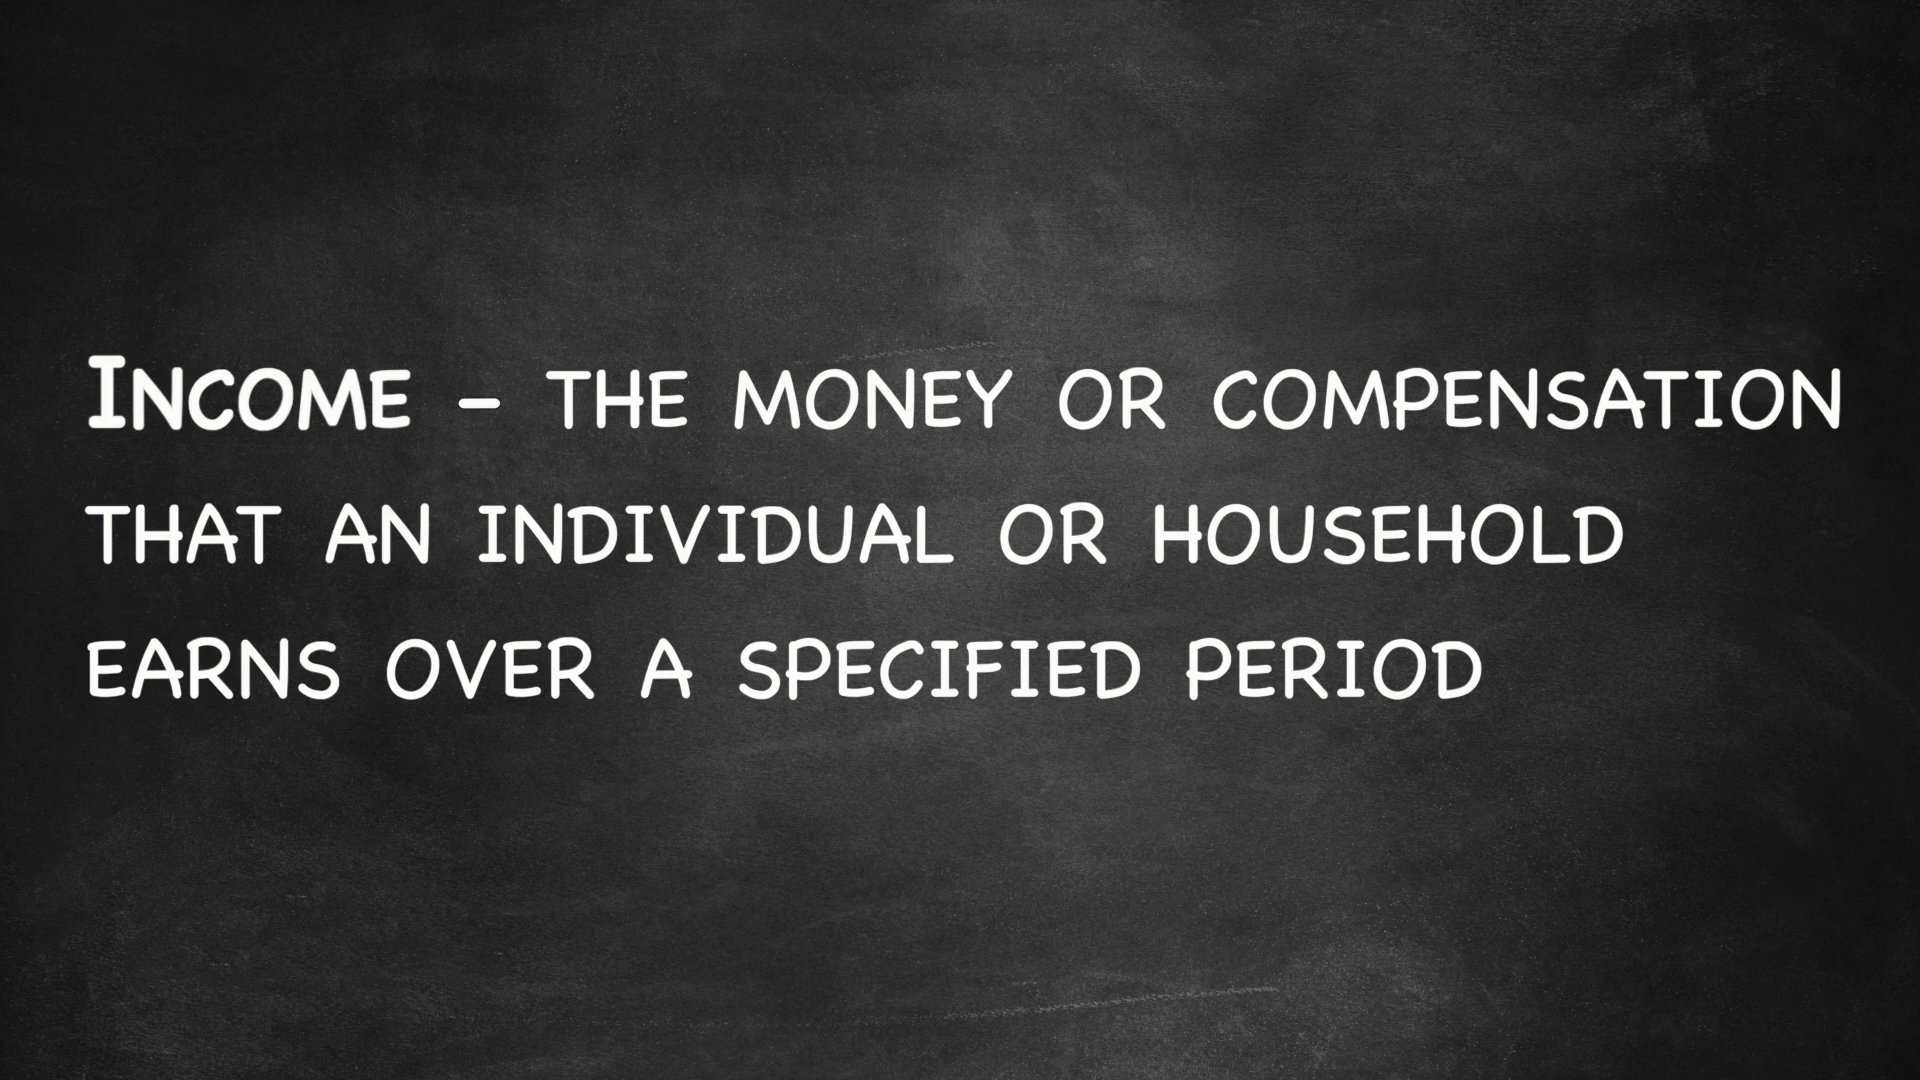 Income – the money or compensation
that an individual or household
earns over a specified period